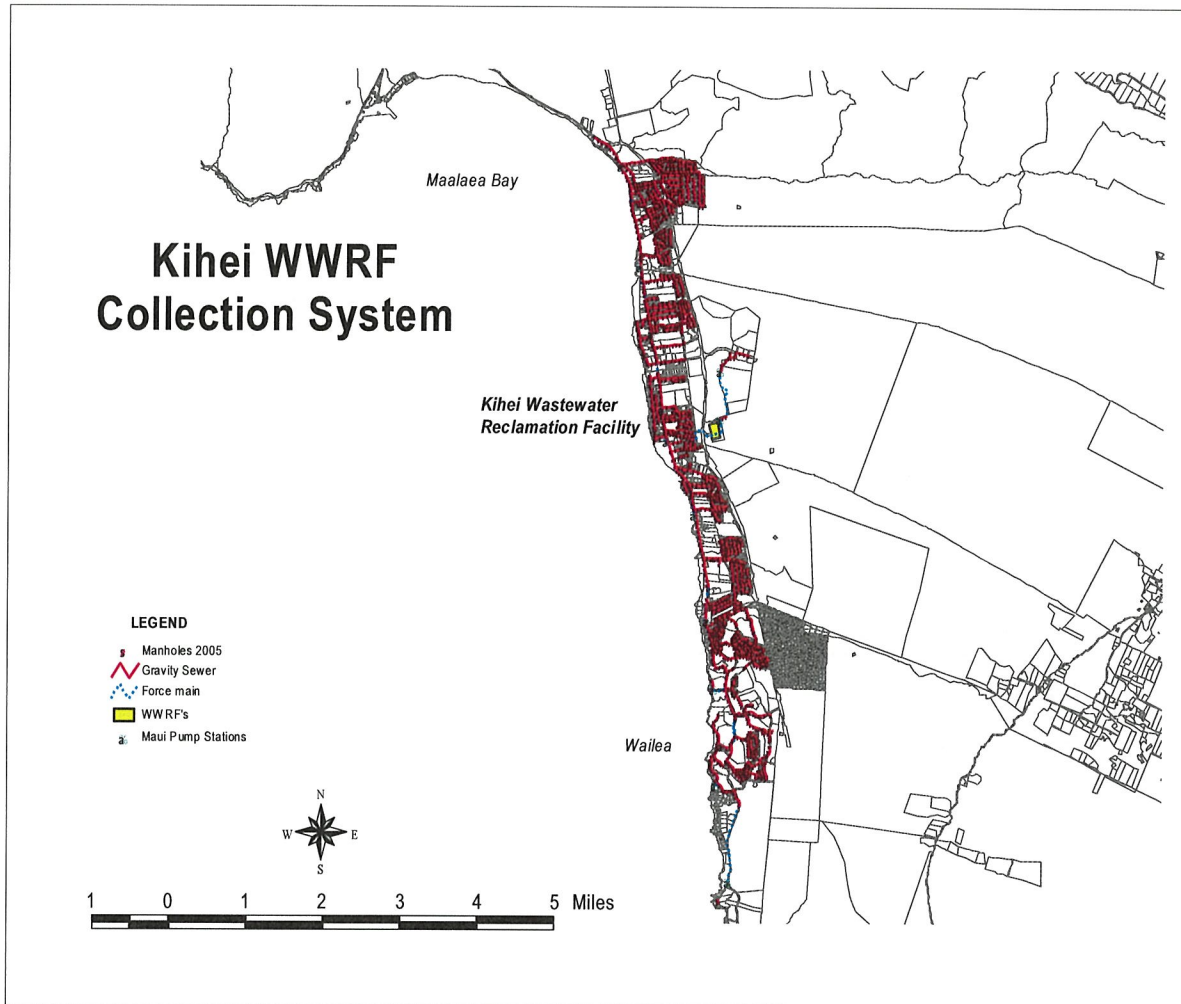 Maalaea Bay
Kihei WWRF
Collection System
Kihei Wastewater
Reclamation Facility
LEGEND
Manholes 2005
Gravity Sewer
Force main
WWRF's
Maui Pump Stations
Wailea
N
W E
S
1 0 1 2 3 4 5 Miles